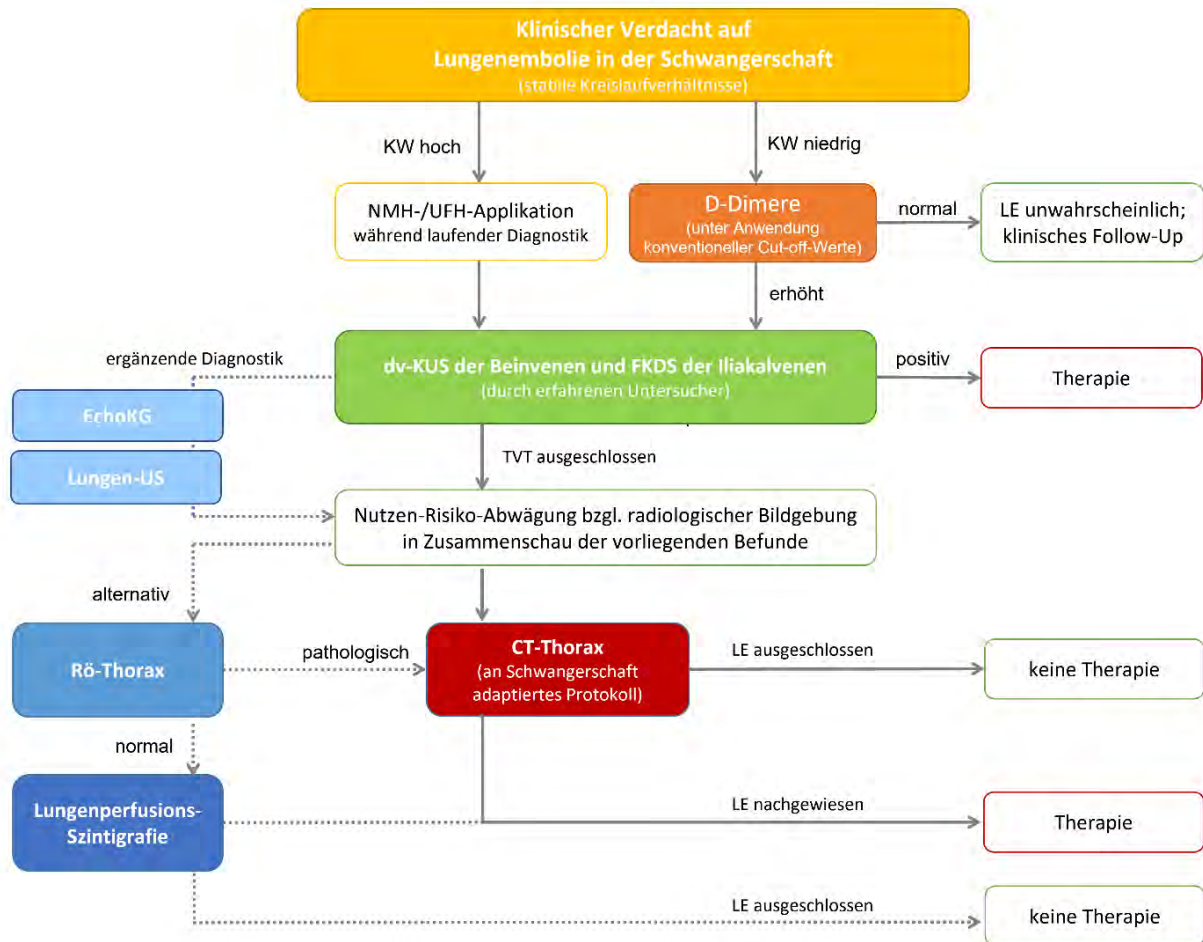 Klinischer Verdacht auf
Lungenembolie in der Schwangerschaft
(stabile Kreislaufverhältnisse)
KW hoch
KW niedrig
NMH-/UFH-Applikation
während laufender Diagnostik
D-Dimere
(unter Anwendung
konventioneller Cut-off-Werte)
normal
LE unwahrscheinlich;
klinisches Follow-Up
erhöht
ergänzende Diagnostik
dv-KUS der Beinvenen und FKDS der Iliakalvenen
(durch erfahrenen Untersucher)
positiv
Therapie
EchoKG
Lungen-US
TVT ausgeschlossen
Nutzen-Risiko-Abwägung bzgl. radiologischer Bildgebung
in Zusammenschau der vorliegenden Befunde
alternativ
Rö-Thorax
pathologisch
CT-Thorax
(an Schwangerschaft
adaptiertes Protokoll)
LE ausgeschlossen
keine Therapie
normal
Lungenperfusions-
Szintigrafie
LE nachgewiesen
Therapie
LE ausgeschlossen
keine Therapie